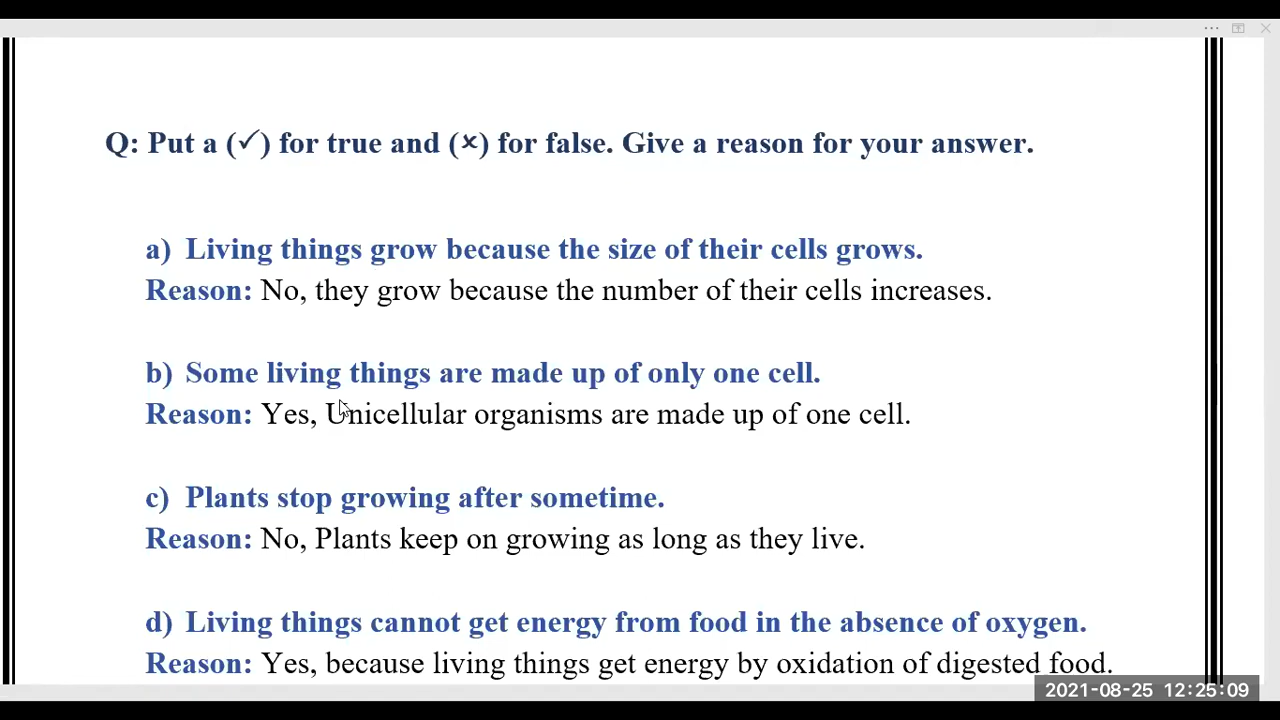 Q: Put a (✓) for true and (×) for false. Give a reason for your answer.
a) Living things grow because the size of their cells grows.
Reason: No, they grow because the number of their cells increases.
b) Some living things are made up of only one cell.
Reason: Yes, Unicellular organisms are made up of one cell.
c) Plants stop growing after sometime.
Reason: No, Plants keep on growing as long as they live.
d) Living things cannot get energy from food in the absence of oxygen.
Reason: Yes, because living things get energy by oxidation of digested food.
2021-08-25 12:25:09